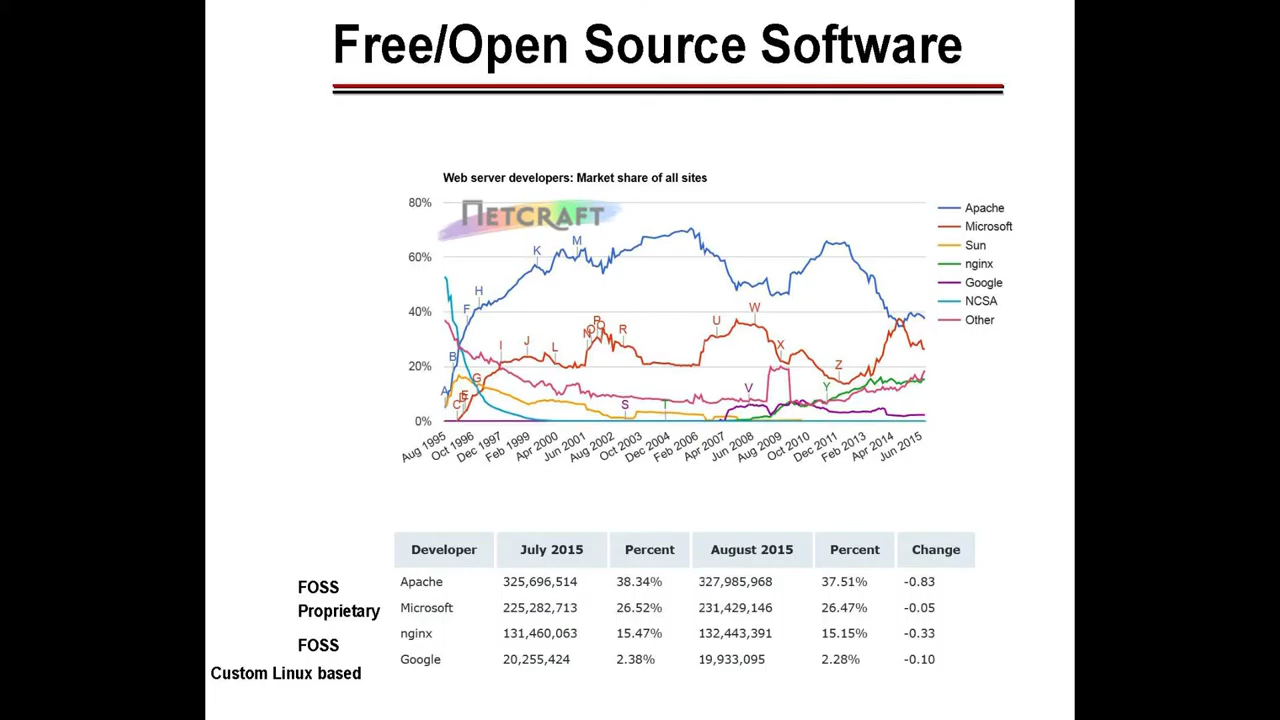 Free/Open Source Software
Web server developers: Market share of all sites
NETCRAFT
80%
60%
40%
20%
0%
A
B
C
D
E
F
G
H
I
J
K
L
M
N
O
P
Q
R
S
T
U
V
W
X
Y
Z
Aug 1995
Oct 1996
Dec 1997
Feb 1999
Apr 2000
Jun 2001
Aug 2002
Oct 2003
Dec 2004
Feb 2006
Apr 2007
Jun 2008
Aug 2009
Oct 2010
Dec 2011
Feb 2013
Apr 2014
Jun 2015
Apache
Microsoft
Sun
nginx
Google
NCSA
Other
Developer July 2015 Percent August 2015 Percent Change
FOSS Apache 325,696,514 38.34% 327,985,968 37.51% -0.83
Proprietary Microsoft 225,282,713 26.52% 231,429,146 26.47% -0.05
FOSS nginx 131,460,063 15.47% 132,443,391 15.15% -0.33
Custom Linux based Google 20,255,424 2.38% 19,933,095 2.28% -0.10